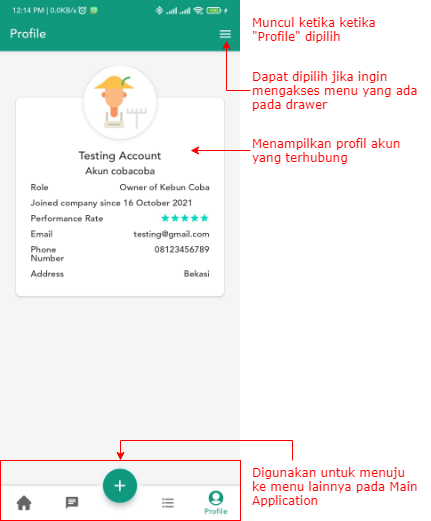 12:14 PM | 0.0KB/s
Profile
Testing Account
Akun cobacoba
Role Owner of Kebun Coba
Joined company since 16 October 2021
Performance Rate
Email testing@gmail.com
Phone Number 08123456789
Address Bekasi
Profile
Muncul ketika ketika
"Profile" dipilih
Dapat dipilih jika ingin
mengakses menu yang ada
pada drawer
Menampilkan profil akun
yang terhubung
Digunakan untuk menuju
ke menu lainnya pada Main
Application